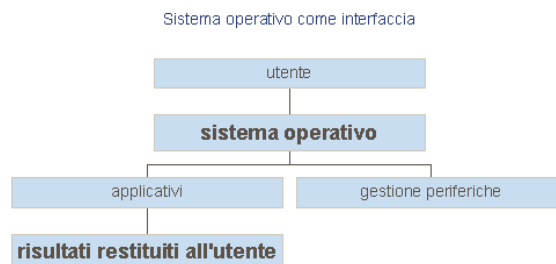 Sistema operativo come interfaccia
utente
sistema operativo
applicativi
gestione periferiche
risultati restituiti all'utente